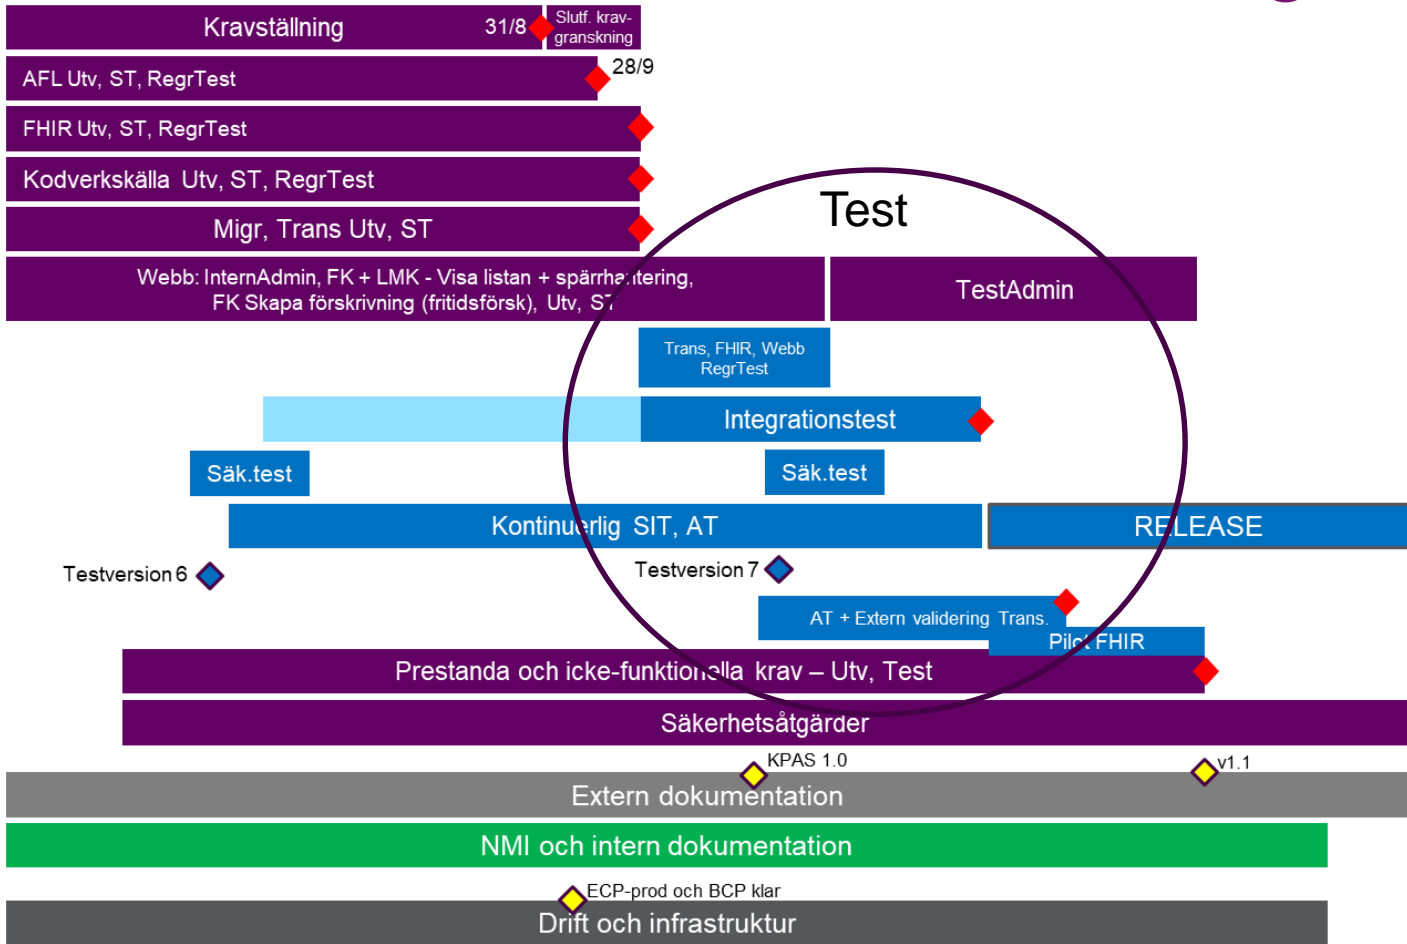 Kravställning 31/8
Slutf. krav-
granskning
AFL Utv, ST, RegrTest
28/9
FHIR Utv, ST, RegrTest
Kodverkskälla Utv, ST, RegrTest
Migr, Trans Utv, ST
Test
Webb: InternAdmin, FK + LMK - Visa listan + spärrhantering,
FK Skapa förskrivning (fritidsförsk), Utv, ST
TestAdmin
Trans, FHIR, Webb
RegrTest
Integrationstest
Säk.test
Säk.test
Kontinuerlig SIT, AT
RELEASE
Testversion 6
Testversion 7
AT + Extern validering Trans.
Pilot FHIR
Prestanda och icke-funktionella krav – Utv, Test
Säkerhetsåtgärder
KPAS 1.0
v1.1
Extern dokumentation
NMI och intern dokumentation
ECP-prod och BCP klar
Drift och infrastruktur